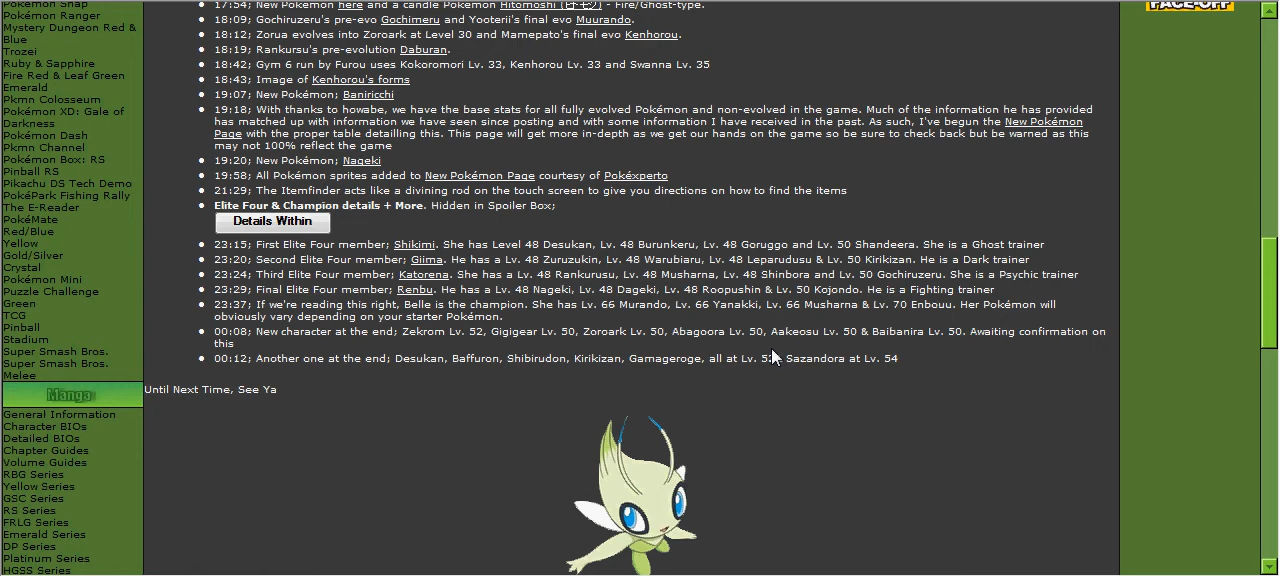 Pokémon Snap
Pokémon Ranger
Mystery Dungeon Red &
Blue
Trozei
Ruby & Sapphire
Fire Red & Leaf Green
Emerald
Pkmn Colosseum
Pokémon XD: Gale of
Darkness
Pokémon Dash
Pkmn Channel
Pokémon Box: RS
Pinball RS
Pikachu DS Tech Demo
PokéPark Fishing Rally
The E-Reader
PokéMate
Red/Blue
Yellow
Gold/Silver
Crystal
Pokémon Mini
Puzzle Challenge
Green
TCG
Pinball
Stadium
Super Smash Bros.
Super Smash Bros.
Melee
Manga
General Information
Character BIOs
Detailed BIOs
Chapter Guides
Volume Guides
RBG Series
Yellow Series
GSC Series
RS Series
FRLG Series
Emerald Series
DP Series
Platinum Series
HGSS Series
17:54; New Pokémon here and a candle Pokémon Hitomoshi (ヒトモシ) - Fire/Ghost-type.
18:09; Gochiruzeru's pre-evo Gochimeru and Yooterii's final evo Muurando.
18:12; Zorua evolves into Zoroark at Level 30 and Mamepato's final evo Kenhorou.
18:19; Rankursu's pre-evolution Daburan.
18:42; Gym 6 run by Furou uses Kokoromori Lv. 33, Kenhorou Lv. 33 and Swanna Lv. 35
18:43; Image of Kenhorou's forms
19:07; New Pokémon; Baniricchi
19:18; With thanks to howabe, we have the base stats for all fully evolved Pokémon and non-evolved in the game. Much of the information he has provided
has matched up with information we have seen since posting and with some information I have received in the past. As such, I've begun the New Pokémon
Page with the proper table detailling this. This page will get more in-depth as we get our hands on the game so be sure to check back but be warned as this
may not 100% reflect the game
19:20; New Pokémon; Nageki
19:58; All Pokémon sprites added to New Pokémon Page courtesy of Pokéxperto
21:29; The Itemfinder acts like a divining rod on the touch screen to give you directions on how to find the items
Elite Four & Champion details + More. Hidden in Spoiler Box;
Details Within
23:15; First Elite Four member; Shikimi. She has Level 48 Desukan, Lv. 48 Burunkeru, Lv. 48 Goruggo and Lv. 50 Shandeera. She is a Ghost trainer
23:20; Second Elite Four member; Giima. He has a Lv. 48 Zuruzukin, Lv. 48 Warubiaru, Lv. 48 Leparudusu & Lv. 50 Kirikizan. He is a Dark trainer
23:24; Third Elite Four member; Katorena. She has a Lv. 48 Rankurusu, Lv. 48 Musharna, Lv. 48 Shinbora and Lv. 50 Gochiruzeru. She is a Psychic trainer
23:29; Final Elite Four member; Renbu. He has a Lv. 48 Nageki, Lv. 48 Dageki, Lv. 48 Roopushin & Lv. 50 Kojondo. He is a Fighting trainer
23:37; If we're reading this right, Belle is the champion. She has Lv. 66 Murando, Lv. 66 Yanakki, Lv. 66 Musharna & Lv. 70 Enbouu. Her Pokémon will
obviously vary depending on your starter Pokémon.
00:08; New character at the end; Zekrom Lv. 52, Gigigear Lv. 50, Zoroark Lv. 50, Abagoora Lv. 50, Aakeosu Lv. 50 & Baibanira Lv. 50. Awaiting confirmation on
this
00:12; Another one at the end; Desukan, Baffuron, Shibirudon, Kirikizan, Gamageroge, all at Lv. Sazandora at Lv. 54
Until Next Time, See Ya
FACE-OFF